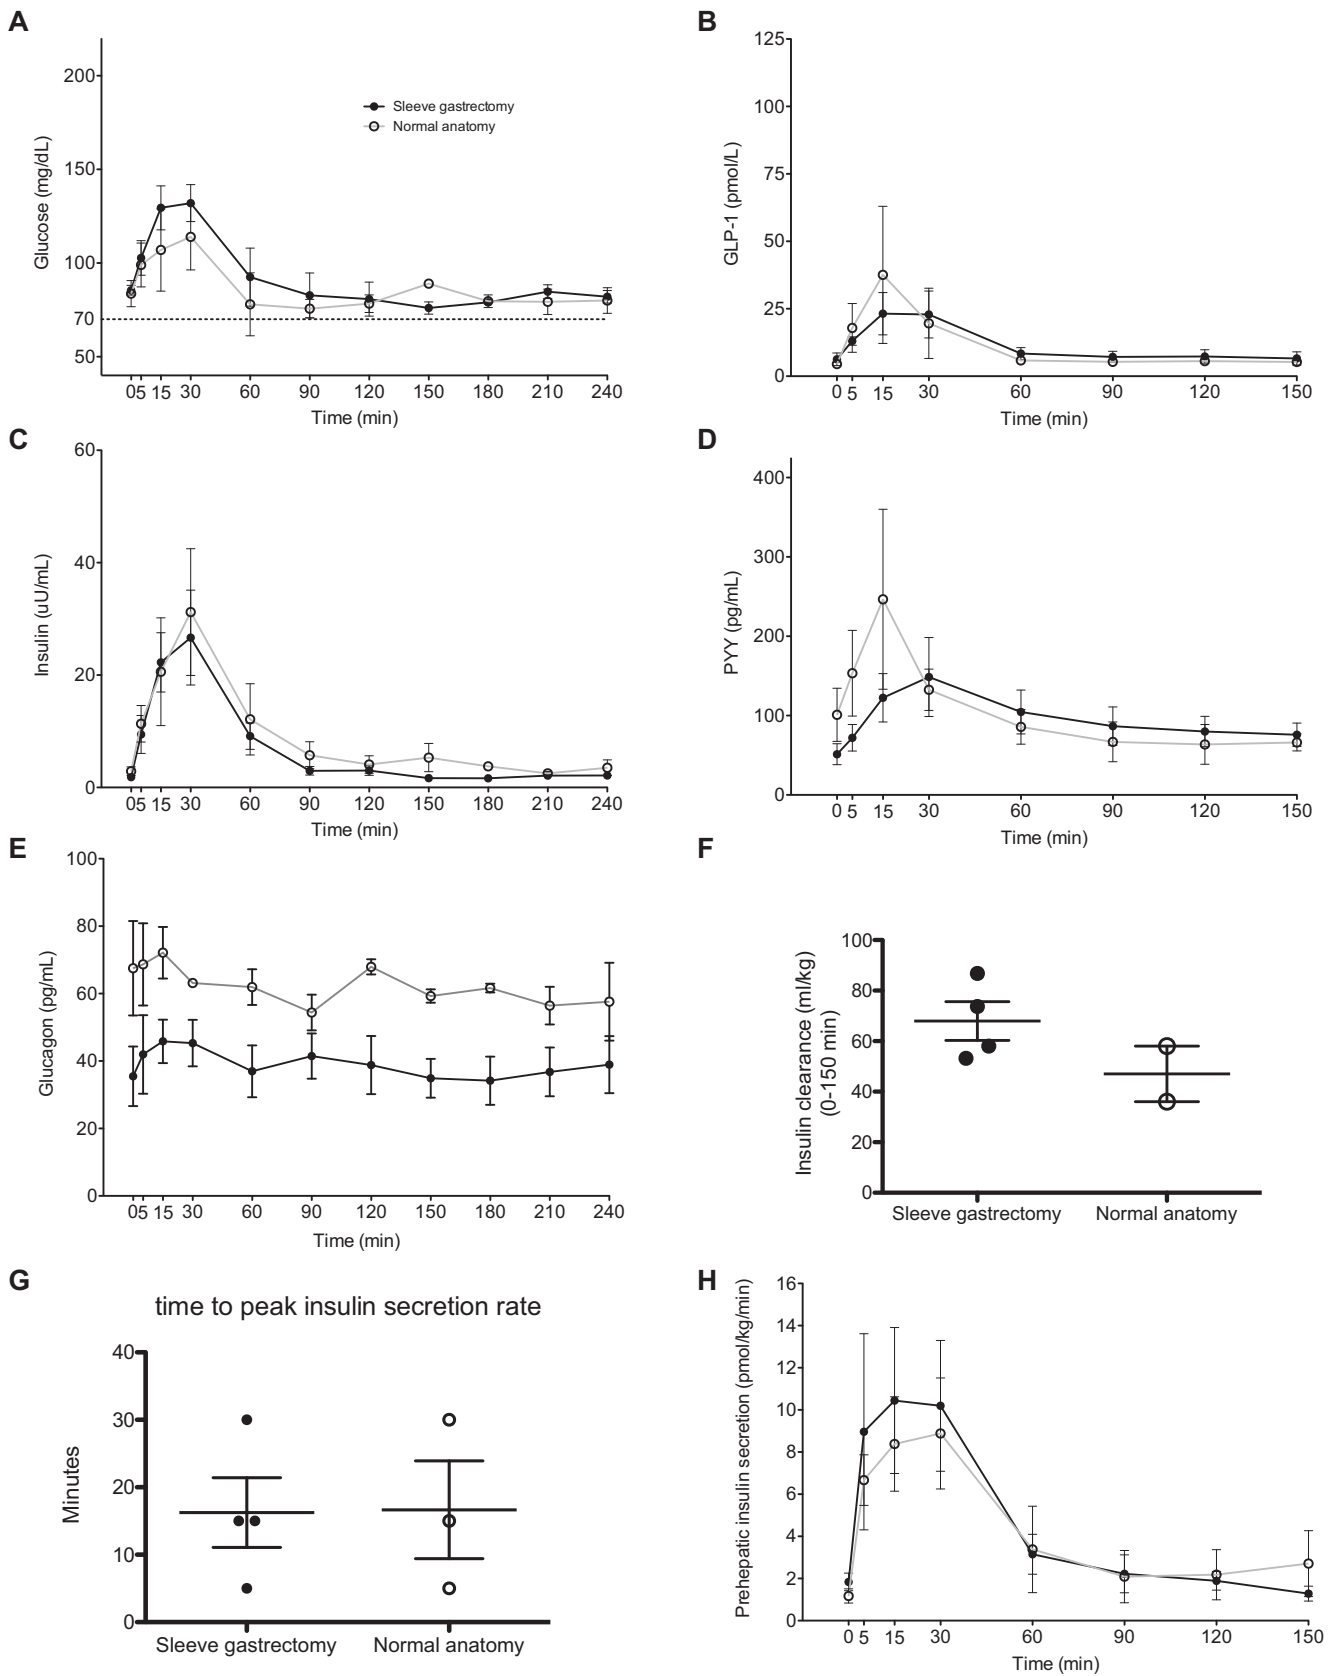 A
200
150
100
70
50
Glucose (mg/dL)
Sleeve gastrectomy
Normal anatomy
05 15 30 60 90 120 150 180 210 240
Time (min)
B
125
100
75
50
25
0
GLP-1 (pmol/L)
0 5 15 30 60 90 120 150
Time (min)
C
60
40
20
0
Insulin (uU/mL)
05 15 30 60 90 120 150 180 210 240
Time (min)
D
400
300
200
100
0
PYY (pg/mL)
0 5 15 30 60 90 120 150
Time (min)
E
100
80
60
40
20
0
Glucagon (pg/mL)
05 15 30 60 90 120 150 180 210 240
Time (min)
F
100
80
60
40
20
0
Insulin clearance (ml/kg)
(0-150 min)
Sleeve gastrectomy Normal anatomy
G
time to peak insulin secretion rate
40
30
20
10
0
Minutes
Sleeve gastrectomy Normal anatomy
H
16
14
12
10
8
6
4
2
0
Prehepatic insulin secretion (pmol/kg/min)
0 5 15 30 60 90 120 150
Time (min)